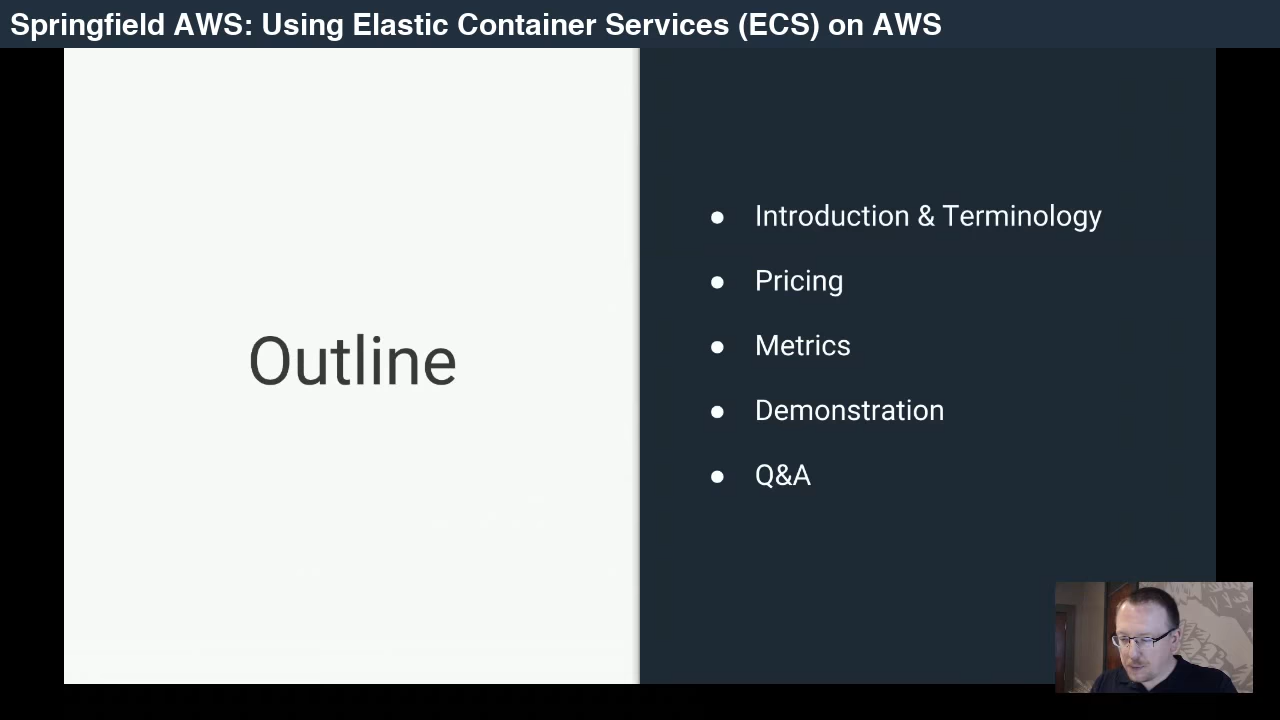 Springfield AWS: Using Elastic Container Services (ECS) on AWS
Outline
● Introduction & Terminology
● Pricing
● Metrics
● Demonstration
● Q&A